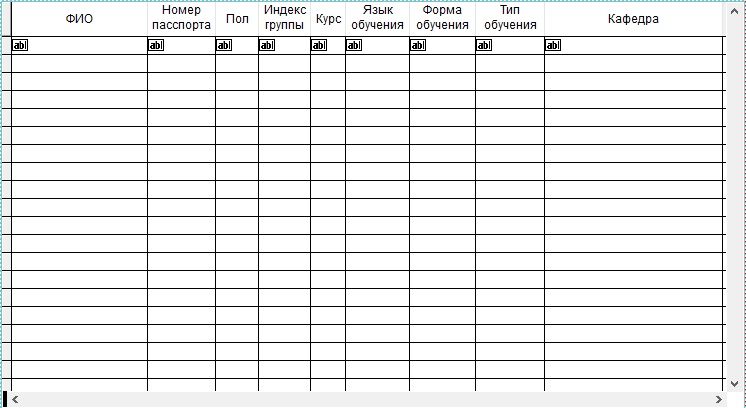 ФИО
Номер
паспорта
Пол
Индекс
группы
Курс
Язык
обучения
Форма
обучения
Тип
обучения
Кафедра
abl abl abl abl abl abl abl abl abl